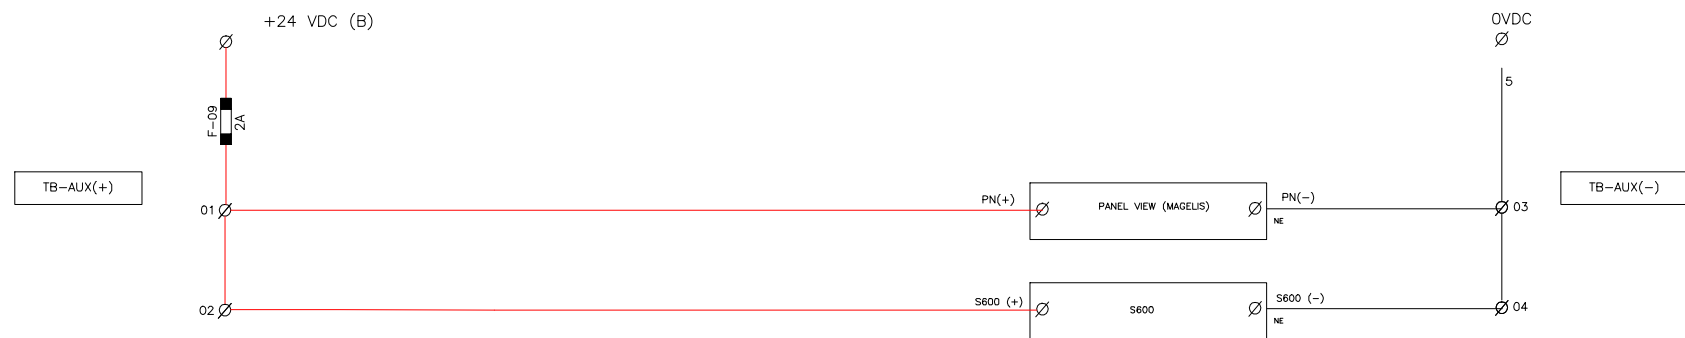 +24 VDC (B)
0VDC
5
F-09
2A
TB-AUX(+)
TB-AUX(-)
01
PN(+)
PANEL VIEW (MAGELIS)
PN(-)
NE
03
02
S600 (+)
S600
S600 (-)
NE
04